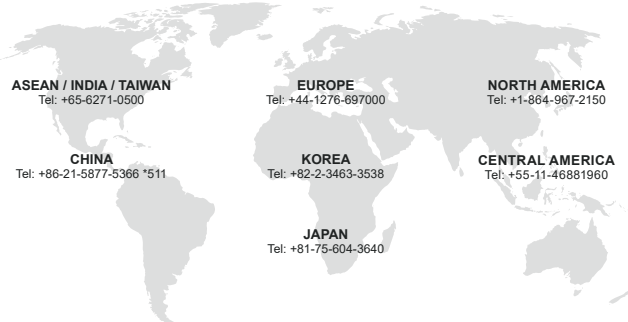 ASEAN / INDIA / TAIWAN
Tel: +65-6271-0500
EUROPE
Tel: +44-1276-697000
NORTH AMERICA
Tel: +1-864-967-2150
CHINA
Tel: +86-21-5877-5366 *511
KOREA
Tel: +82-2-3463-3538
CENTRAL AMERICA
Tel: +55-11-46881960
JAPAN
Tel: +81-75-604-3640